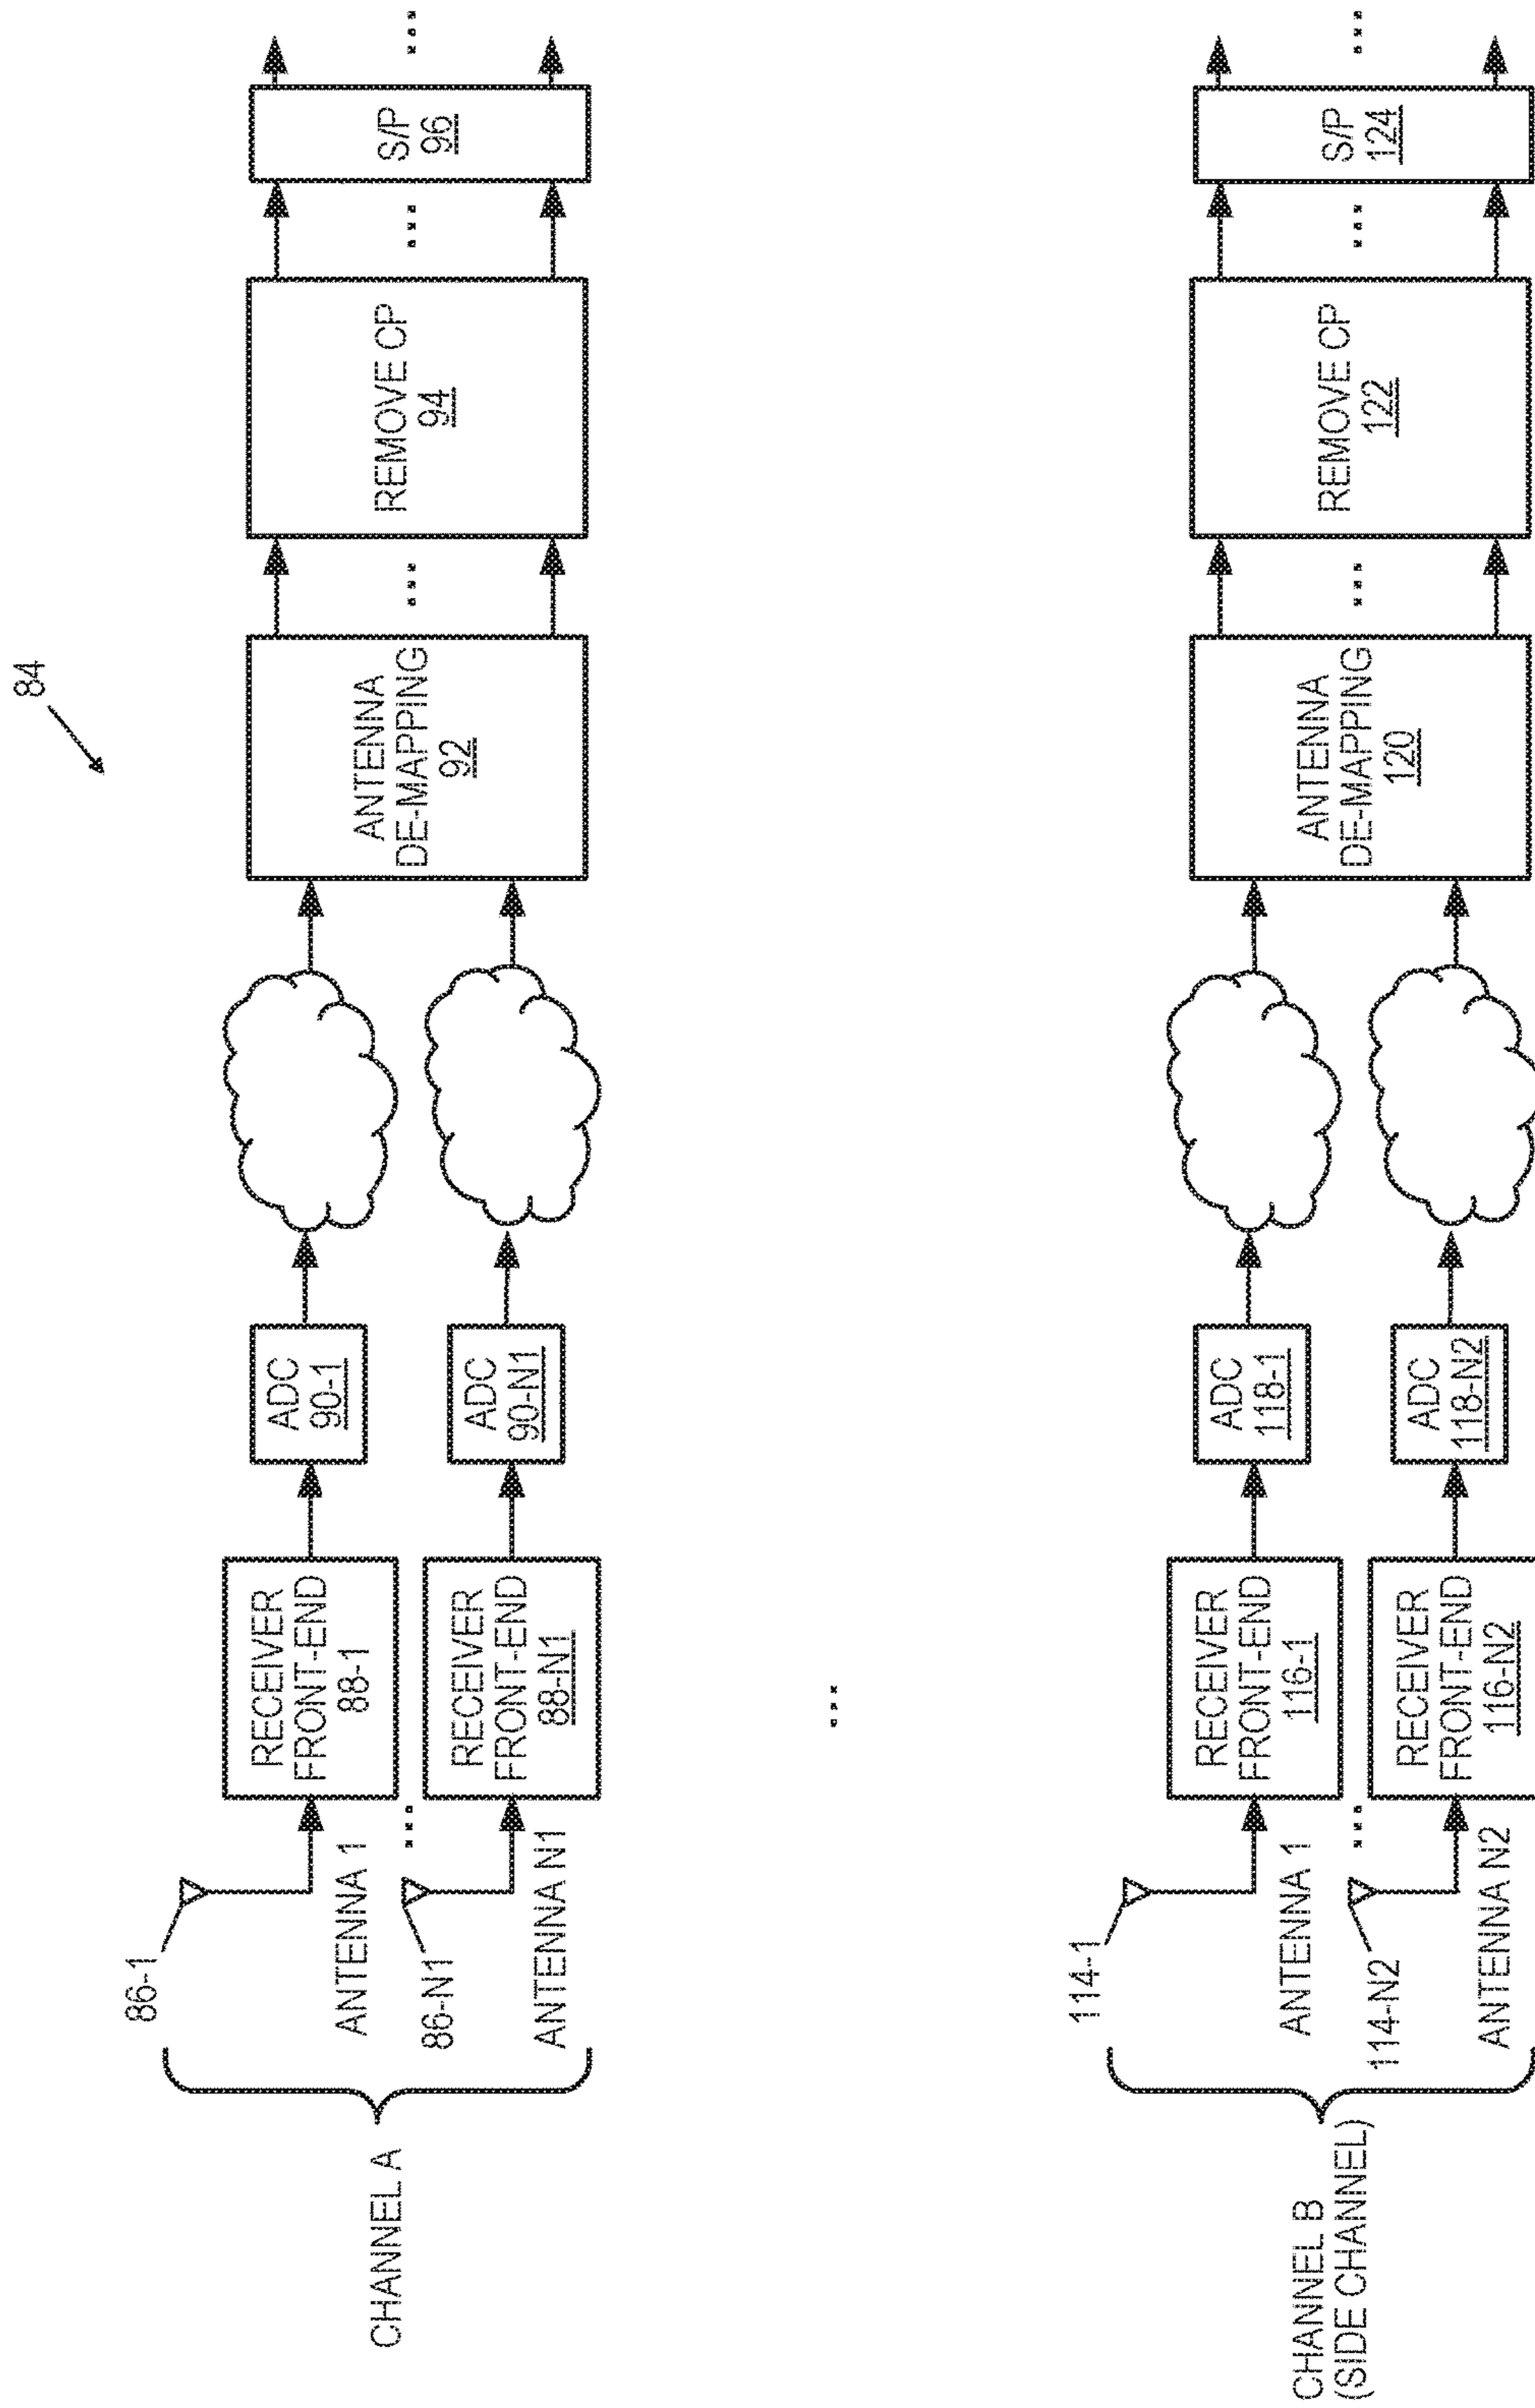 84
CHANNEL A
86-1
ANTENNA 1
86-N1
ANTENNA N1
RECEIVER
FRONT-END
88-1
RECEIVER
FRONT-END
88-N1
ADC
90-1
ADC
90-N1
ANTENNA
DE-MAPPING
92
REMOVE CP
94
S/P
96
CHANNEL B
(SIDE CHANNEL)
114-1
ANTENNA 1
114-N2
ANTENNA N2
RECEIVER
FRONT-END
116-1
RECEIVER
FRONT-END
116-N2
ADC
118-1
ADC
118-N2
ANTENNA
DE-MAPPING
120
REMOVE CP
122
S/P
124